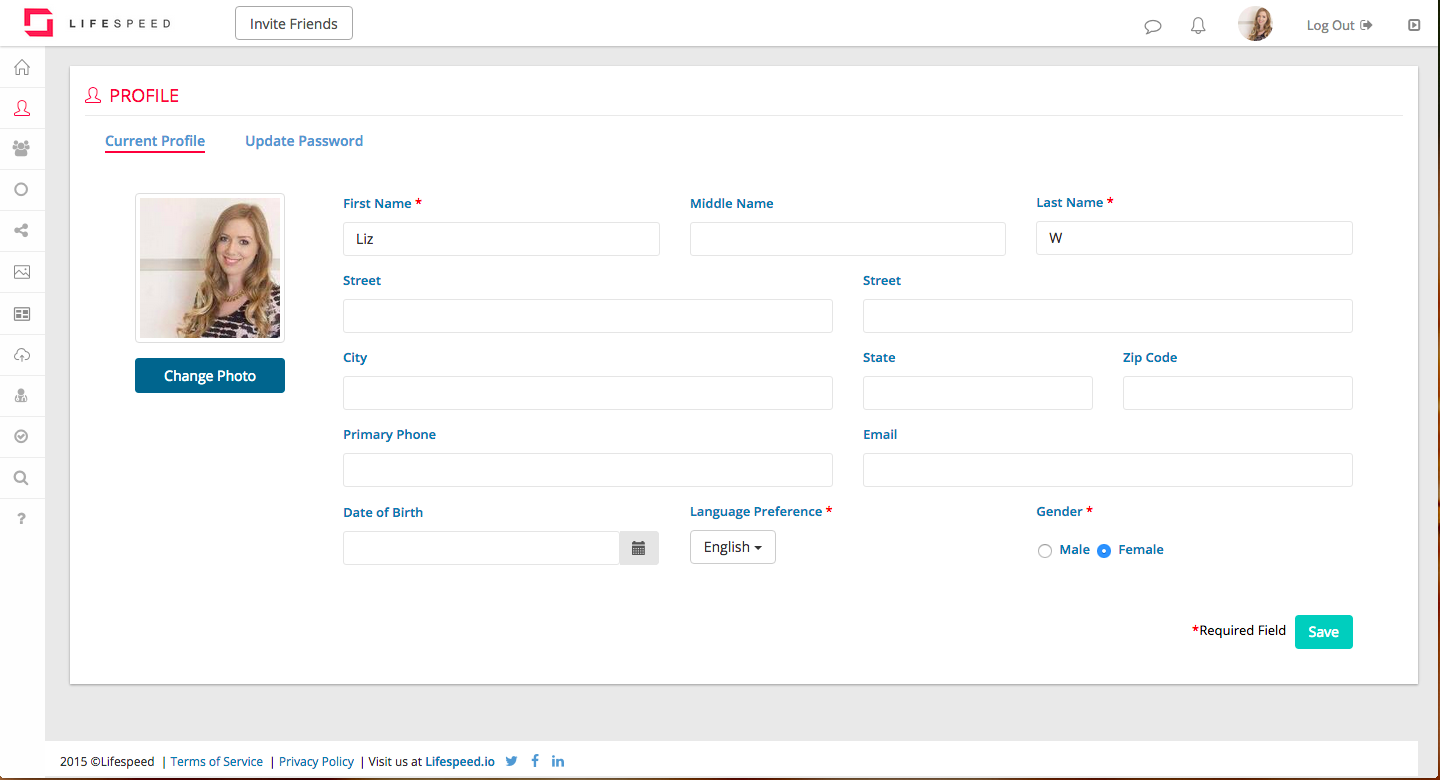 LIFESPEED Invite Friends Log Out
PROFILE
Current Profile Update Password
First Name * Middle Name Last Name *
Liz W
Street Street
City State Zip Code
Change Photo
Primary Phone Email
Date of Birth Language Preference * Gender *
English Male Female
*Required Field Save
?
2015 ©Lifespeed | Terms of Service | Privacy Policy | Visit us at Lifespeed.io